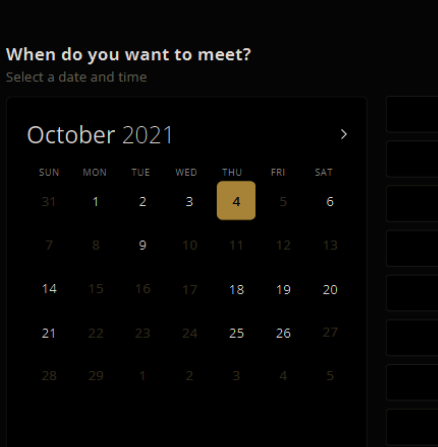 When do you want to meet?
Select a date and time
October 2021 >
SUN MON TUE WED THU FRI SAT
31 1 2 3 4 5 6
7 8 9 10 11 12 13
14 15 16 17 18 19 20
21 22 23 24 25 26 27
28 29 1 2 3 4 5